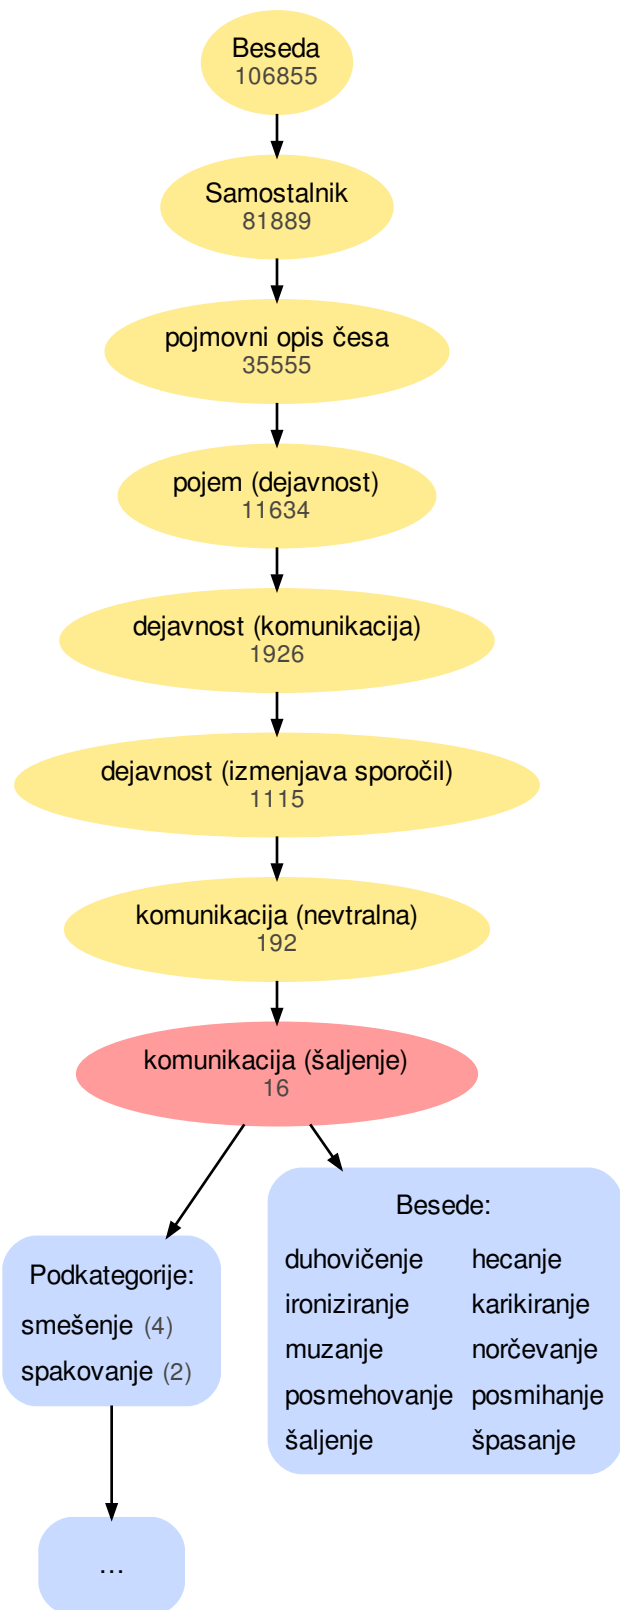 Beseda
106855
Samostalnik
81889
pojmovni opis česa
35555
pojem (dejavnost)
11634
dejavnost (komunikacija)
1926
dejavnost (izmenjava sporočil)
1115
komunikacija (nevtralna)
192
komunikacija (šaljenje)
16
Podkategorije:
smešenje (4)
spakovanje (2)
...
Besede:
duhovičenje hecanje
ironiziranje karikiranje
muzanje norčevanje
posmehovanje posmihanje
šaljenje špasanje